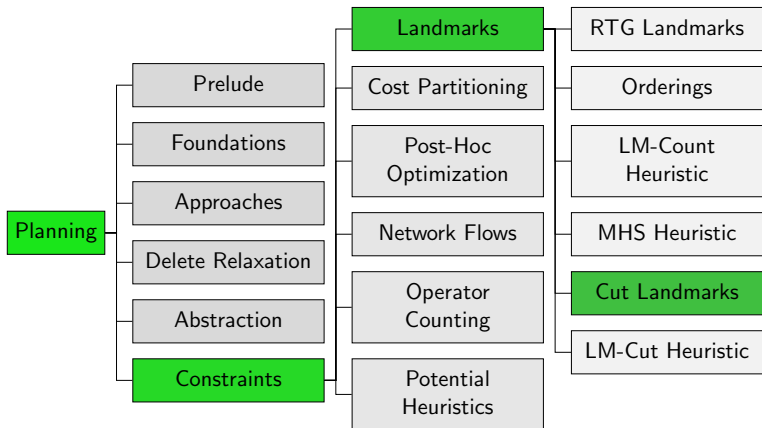 Planning
Prelude
Foundations
Approaches
Delete Relaxation
Abstraction
Constraints
Landmarks
Cost Partitioning
Post-Hoc
Optimization
Network Flows
Operator
Counting
Potential
Heuristics
RTG Landmarks
Orderings
LM-Count
Heuristic
MHS Heuristic
Cut Landmarks
LM-Cut Heuristic